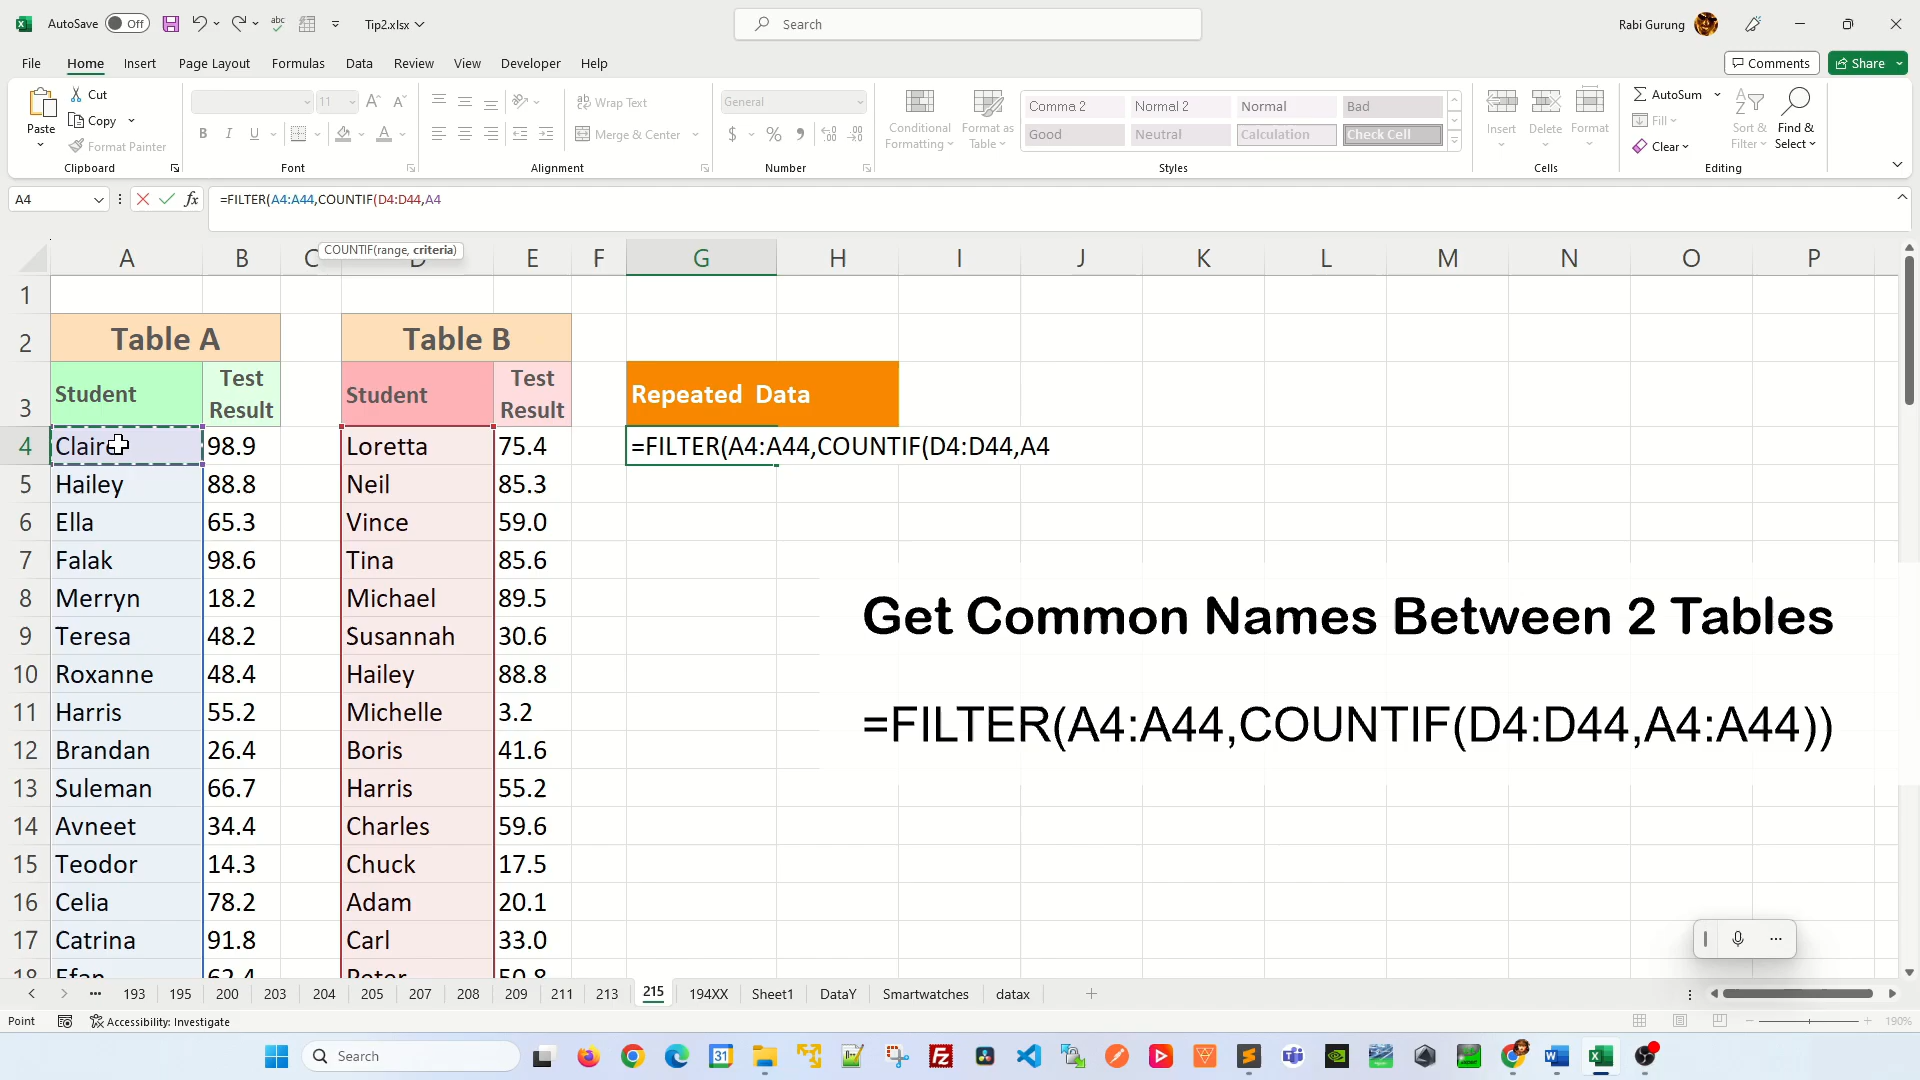 AutoSave Off Tip2.xlsx Search Rabi Gurung
File Home Insert Page Layout Formulas Data Review View Developer Help Comments Share
Paste Cut Copy Format Painter Clipboard
11 Font
Wrap Text Merge & Center Alignment
General Number
Conditional Formatting Format as Table
Comma 2 Normal 2 Normal Bad
Good Neutral Calculation Check Cell
Styles
Insert Delete Format Cells
AutoSum Fill Clear Sort & Filter Find & Select Editing
A4 fx =FILTER(A4:A44,COUNTIF(D4:D44,A4
COUNTIF(range, criteria)
A B C D E F G H I J K L M N O P
1
2 Table A Table B
3 Student Test Result Student Test Result Repeated Data
4 Claire 98.9 Loretta 75.4 =FILTER(A4:A44,COUNTIF(D4:D44,A4
5 Hailey 88.8 Neil 85.3
6 Ella 65.3 Vince 59.0
7 Falak 98.6 Tina 85.6
8 Merryn 18.2 Michael 89.5
Get Common Names Between 2 Tables
9 Teresa 48.2 Susannah 30.6
10 Roxanne 48.4 Hailey 88.8
11 Harris 55.2 Michelle 3.2
=FILTER(A4:A44,COUNTIF(D4:D44,A4:A44))
12 Brandan 26.4 Boris 41.6
13 Suleman 66.7 Harris 55.2
14 Avneet 34.4 Charles 59.6
15 Teodor 14.3 Chuck 17.5
16 Celia 78.2 Adam 20.1
17 Catrina 91.8 Carl 33.0
18 Efan 62.4 Peter 50.8
193 195 200 203 204 205 207 208 209 211 213 215 194XX Sheet1 DataY Smartwatches datax
Point Accessibility: Investigate 190%
Search